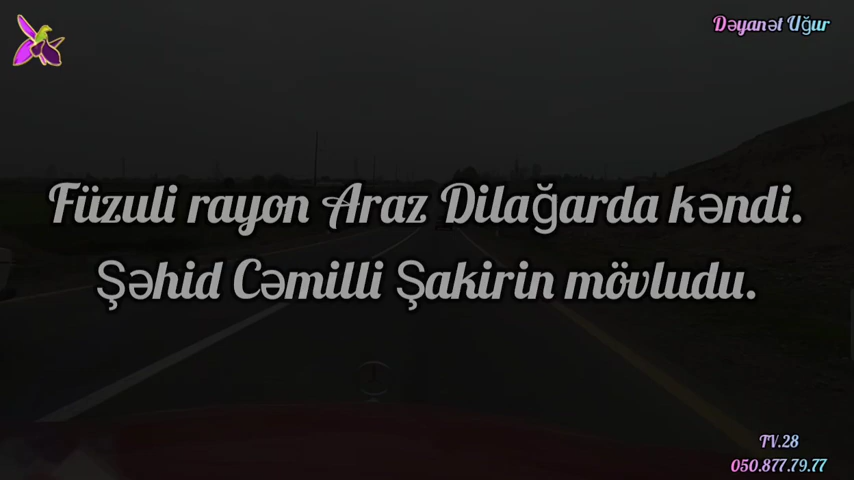 Dəyanət Uğur
Füzuli rayon Araz Dilağarda kəndi.
Şəhid Cəmilli Şakirin mövludu.
TV.28
050.877.79.77